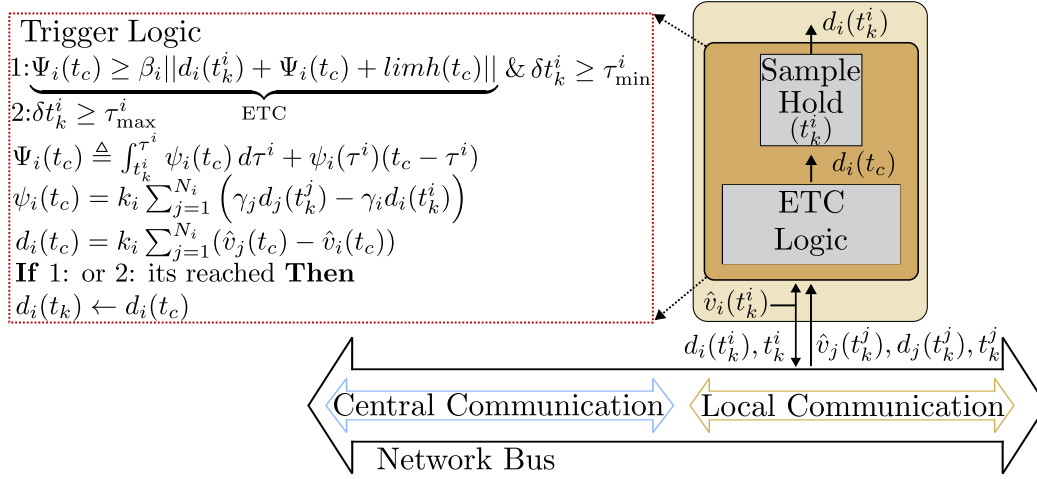 Trigger Logic
1:Ψ_i(t_c) ≥ β_i||d_i(t_k^i) + Ψ_i(t_c) + limh(t_c)|| & δt_k^i ≥ τ_min^i
ETC
2:δt_k^i ≥ τ_max^i
Ψ_i(t_c) ≜ ∫_{t_k^i}^{τ^i} ψ_i(t_c) dτ^i + ψ_i(τ^i)(t_c − τ^i)
ψ_i(t_c) = k_i ∑_{j=1}^{N_i} (γ_j d_j(t_k^j) − γ_i d_i(t_k^i))
d_i(t_c) = k_i ∑_{j=1}^{N_i} (v̂_j(t_c) − v̂_i(t_c))
If 1: or 2: its reached Then
d_i(t_k) ← d_i(t_c)
d_i(t_k^i)
Sample
Hold
(t_k^i)
d_i(t_c)
ETC
Logic
v̂_i(t_k^i)
d_i(t_k^i), t_k^i
v̂_j(t_k^j), d_j(t_k^j), t_k^j
Central Communication
Local Communication
Network Bus